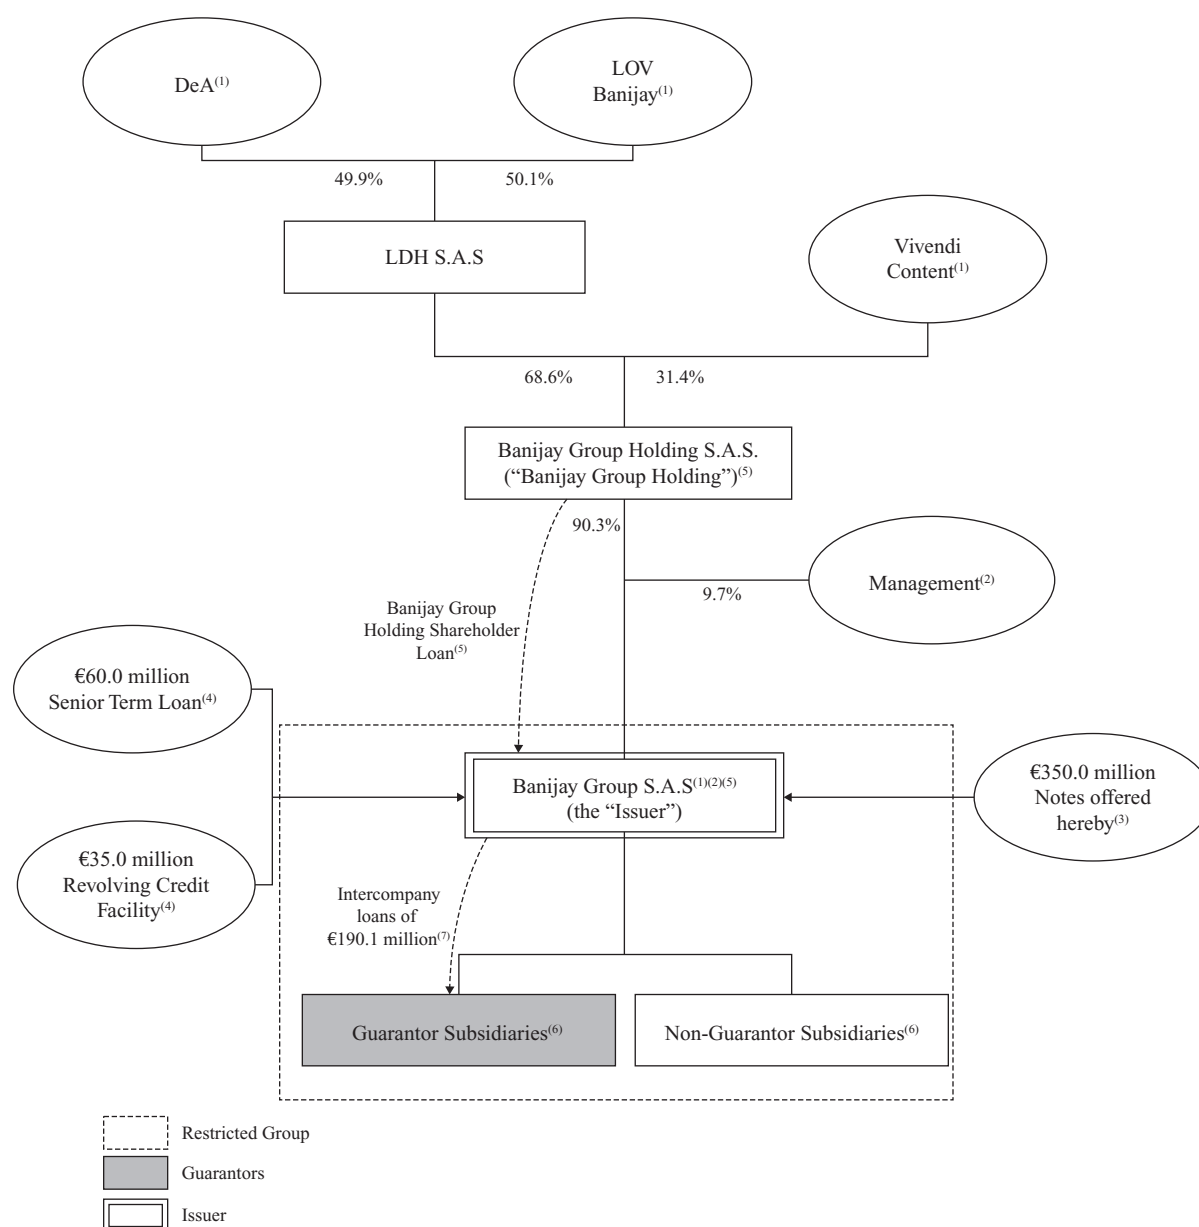 DeA(1)
LOV
Banijay(1)
49.9%
50.1%
LDH S.A.S
Vivendi
Content(1)
68.6%
31.4%
Banijay Group Holding S.A.S.
(“Banijay Group Holding”)(5)
90.3%
Management(2)
9.7%
Banijay Group
Holding Shareholder
Loan(5)
€60.0 million
Senior Term Loan(4)
Banijay Group S.A.S(1)(2)(5)
(the “Issuer”)
€350.0 million
Notes offered
hereby(3)
€35.0 million
Revolving Credit
Facility(4)
Intercompany
loans of
€190.1 million(7)
Guarantor Subsidiaries(6)
Non-Guarantor Subsidiaries(6)
Restricted Group
Guarantors
Issuer